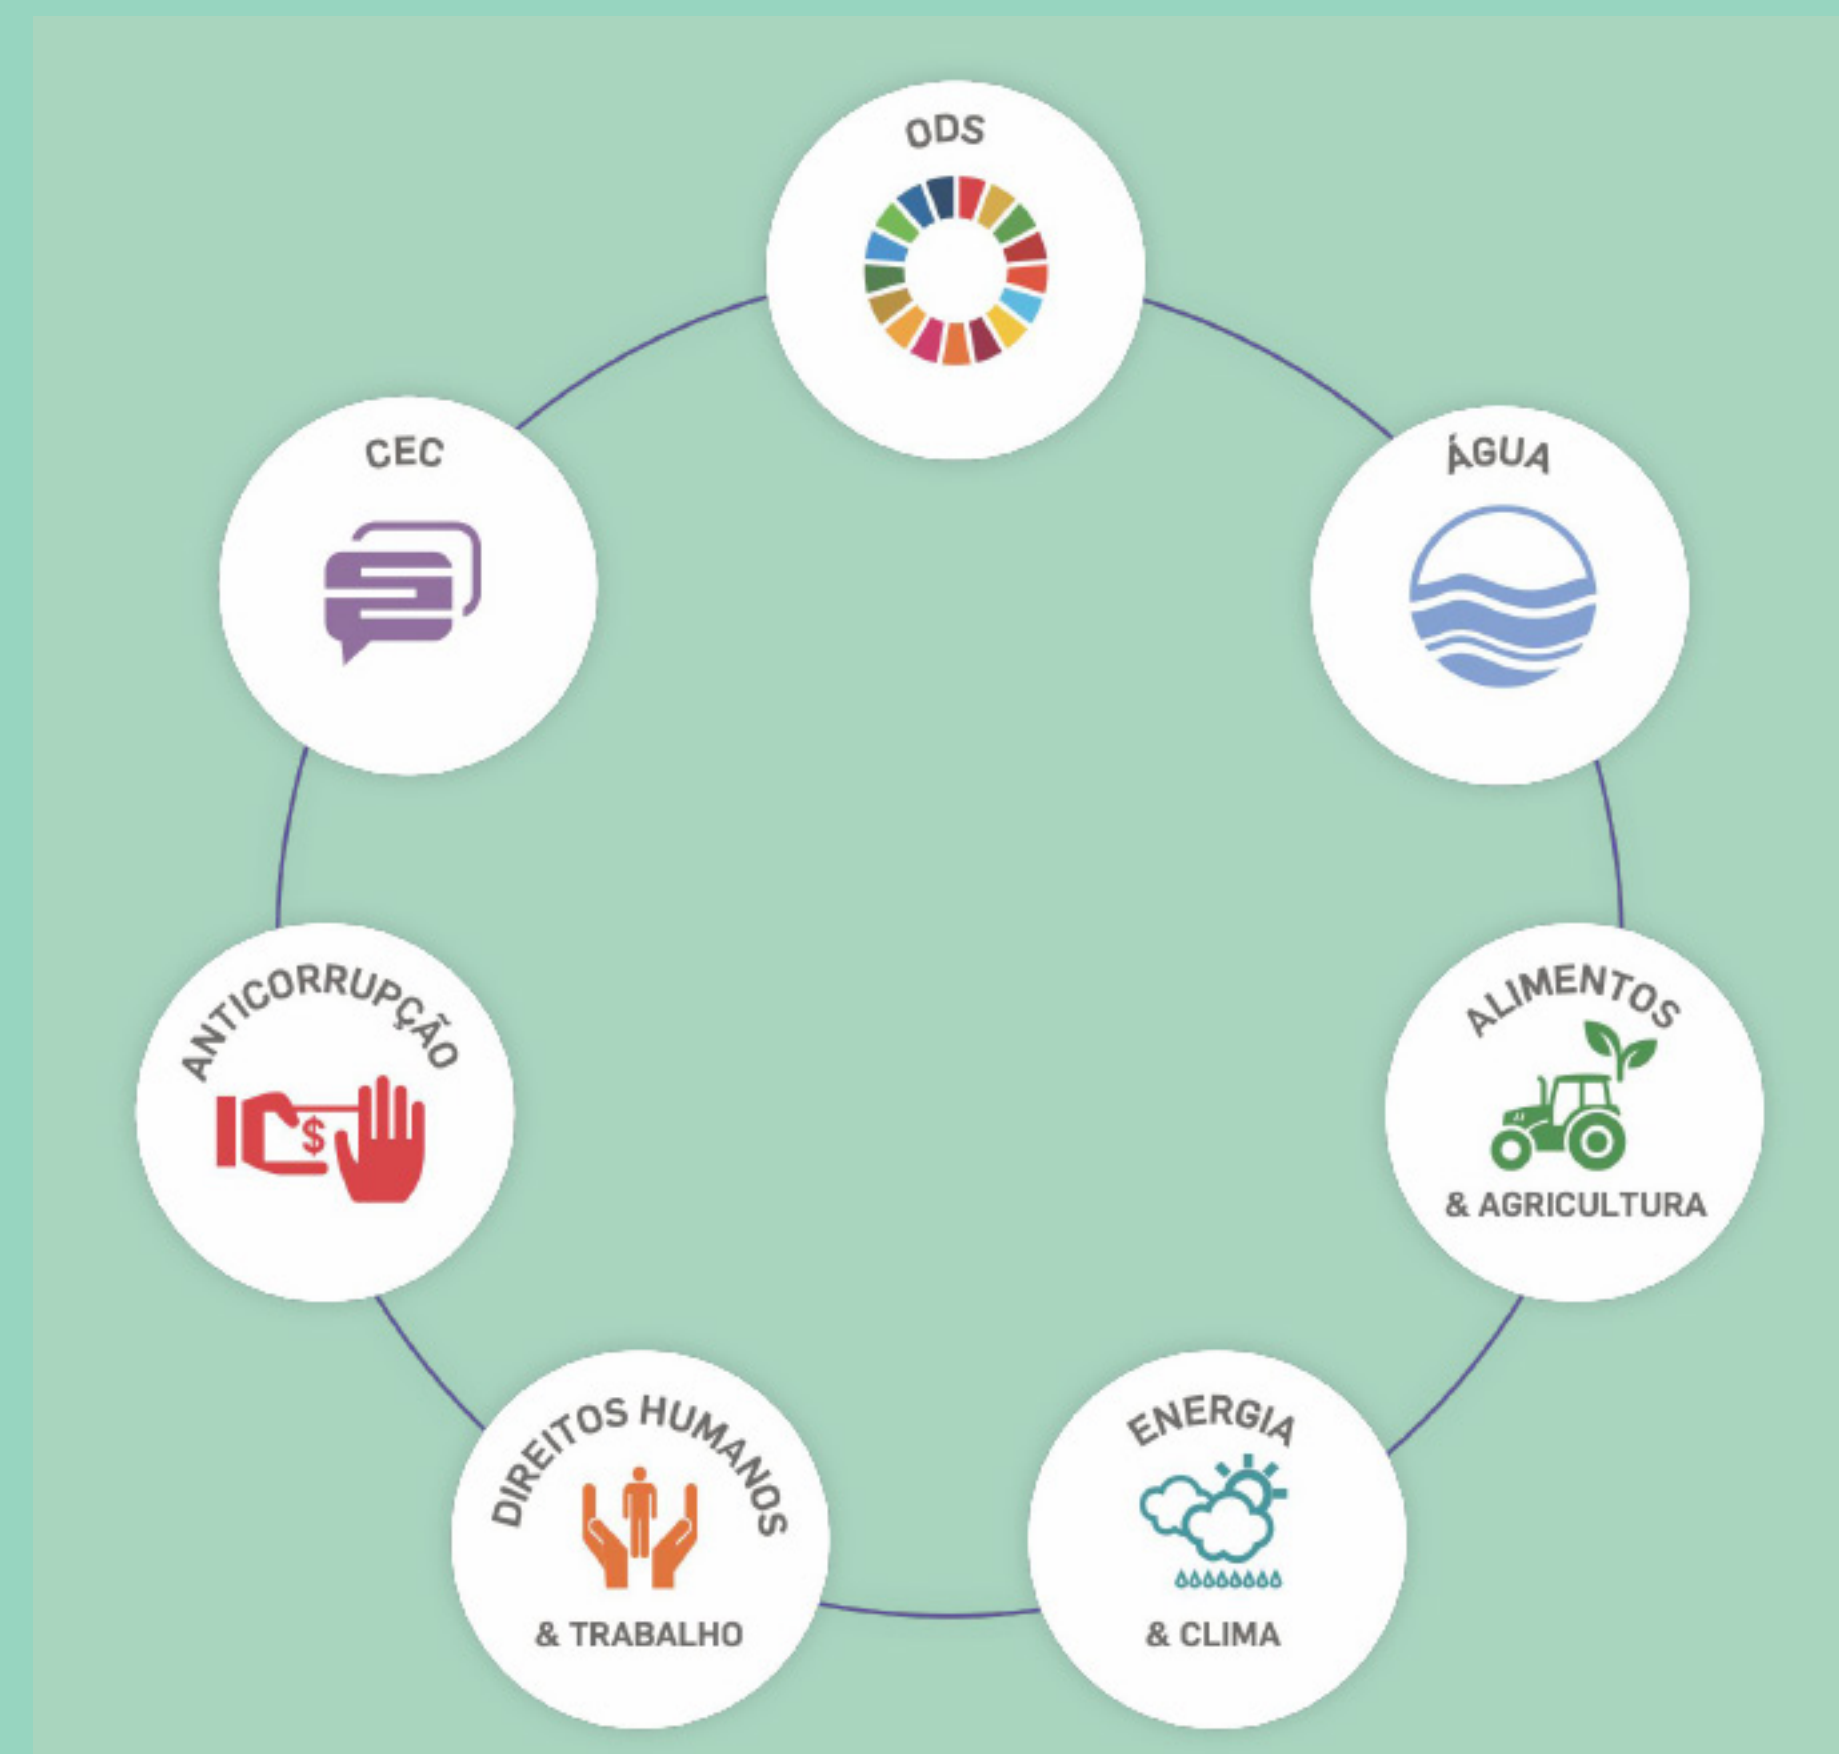 ODS
CEC
ÁGUA
ANTICORRUPÇÃO
$
ALIMENTOS
& AGRICULTURA
DIREITOS HUMANOS
& TRABALHO
ENERGIA
& CLIMA